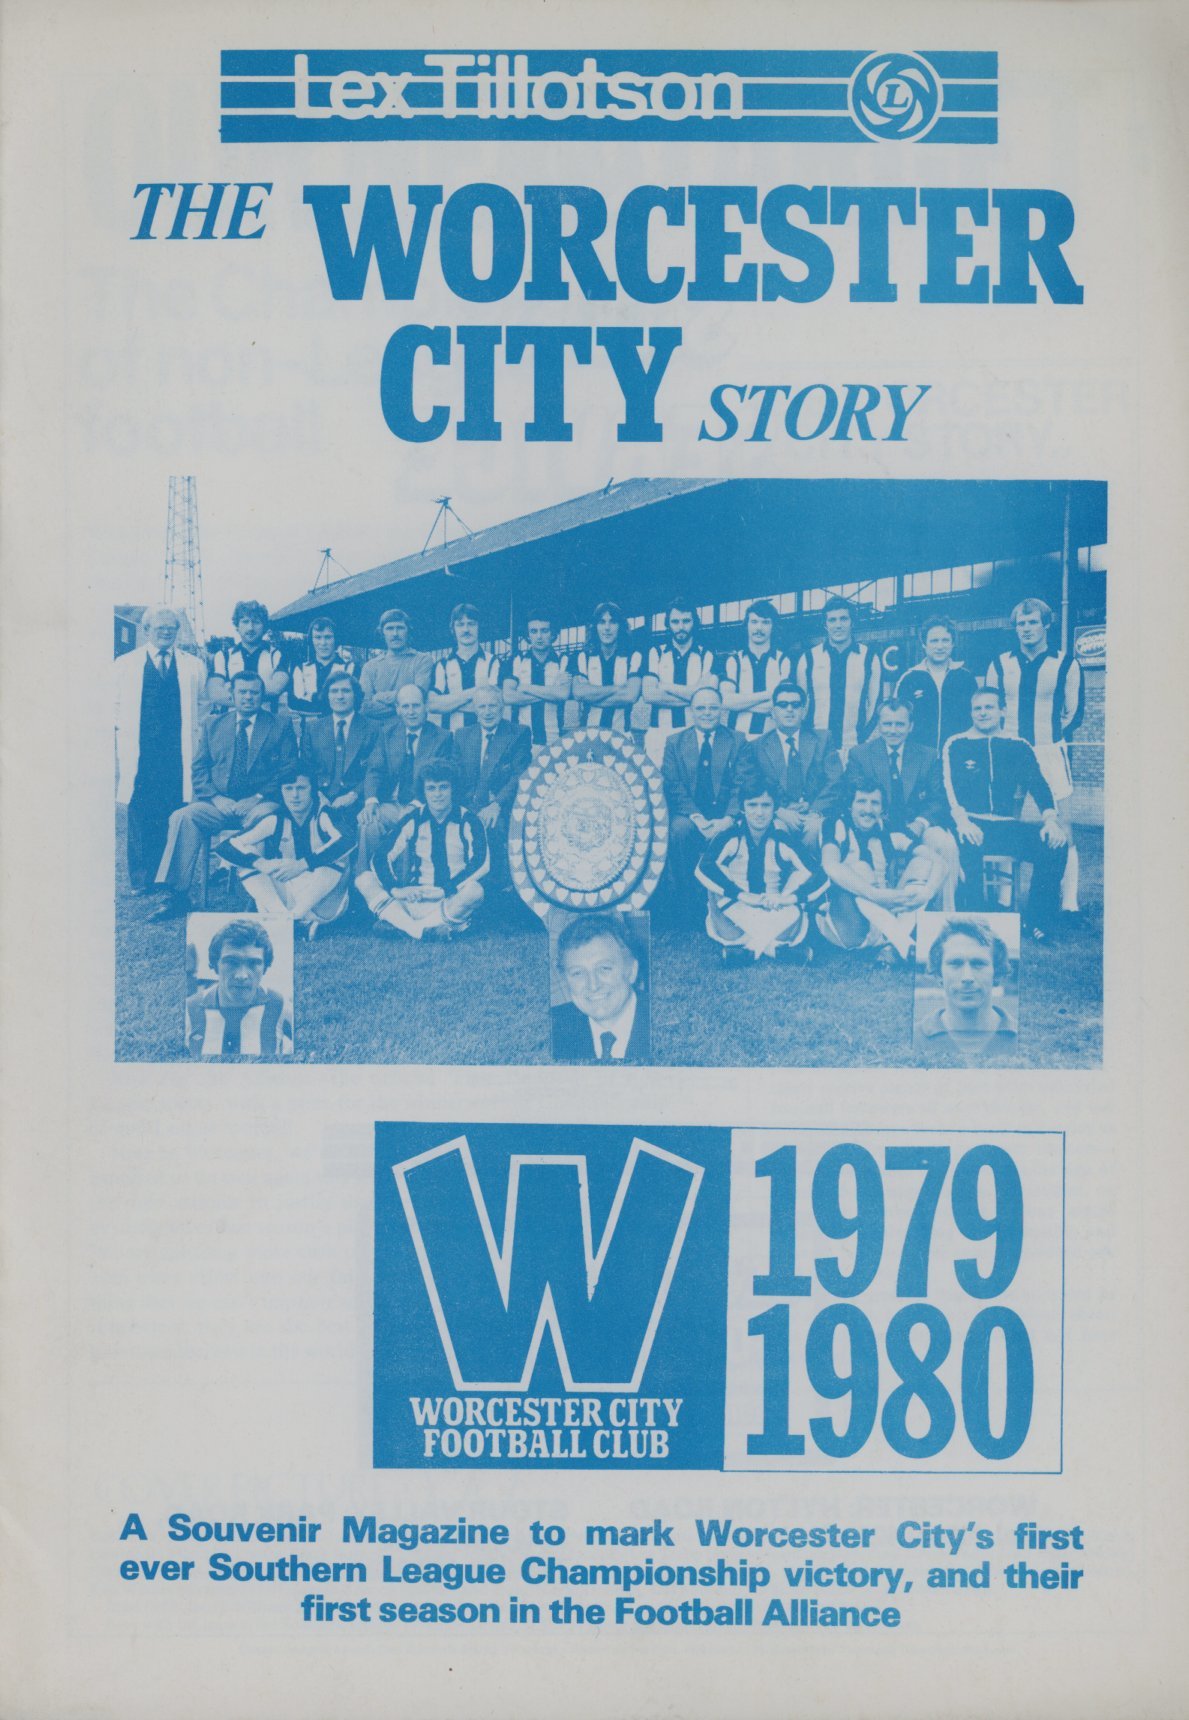 Lex Tillotson
L
THE WORCESTER
CITY STORY
C
W
WORCESTER CITY
FOOTBALL CLUB
1979
1980
A Souvenir Magazine to mark Worcester City's first
ever Southern League Championship victory, and their
first season in the Football Alliance